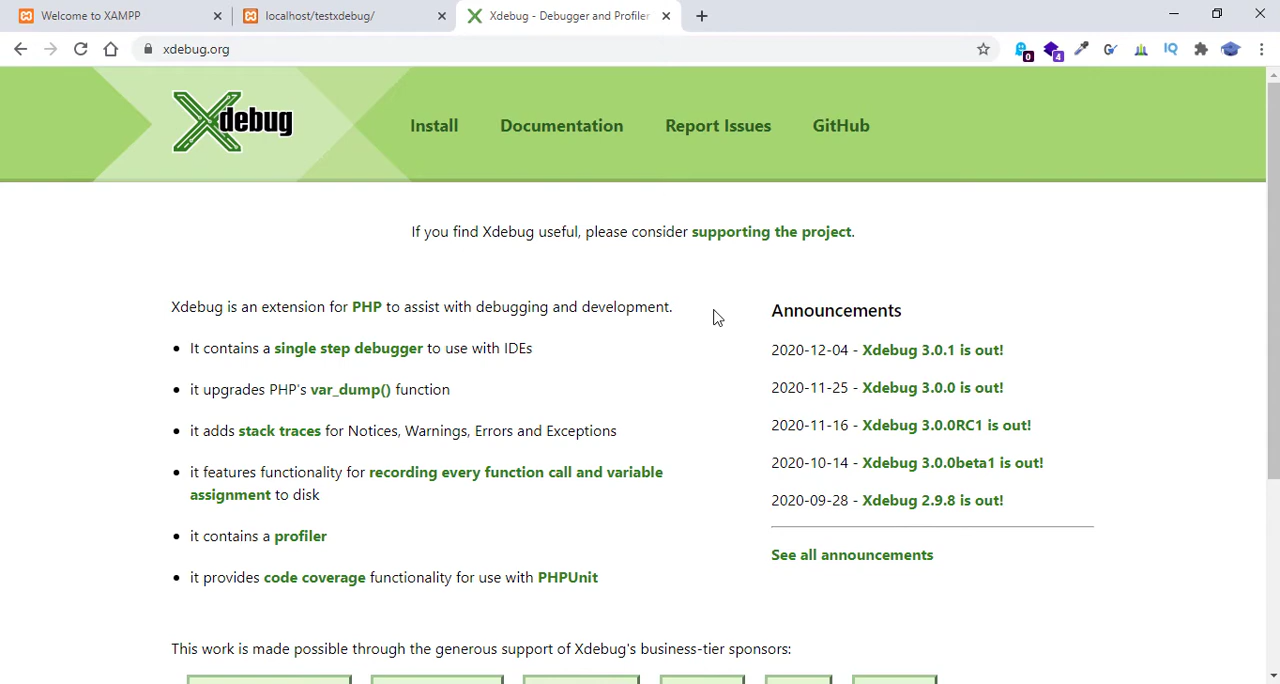 Welcome to XAMPP
localhost/testxdebug/
Xdebug - Debugger and Profiler
xdebug.org
0
4
IQ
Xdebug
Install
Documentation
Report Issues
GitHub
If you find Xdebug useful, please consider supporting the project.
Xdebug is an extension for PHP to assist with debugging and development.
It contains a single step debugger to use with IDEs
it upgrades PHP's var_dump() function
it adds stack traces for Notices, Warnings, Errors and Exceptions
it features functionality for recording every function call and variable
assignment to disk
it contains a profiler
it provides code coverage functionality for use with PHPUnit
Announcements
2020-12-04 - Xdebug 3.0.1 is out!
2020-11-25 - Xdebug 3.0.0 is out!
2020-11-16 - Xdebug 3.0.0RC1 is out!
2020-10-14 - Xdebug 3.0.0beta1 is out!
2020-09-28 - Xdebug 2.9.8 is out!
See all announcements
This work is made possible through the generous support of Xdebug's business-tier sponsors: